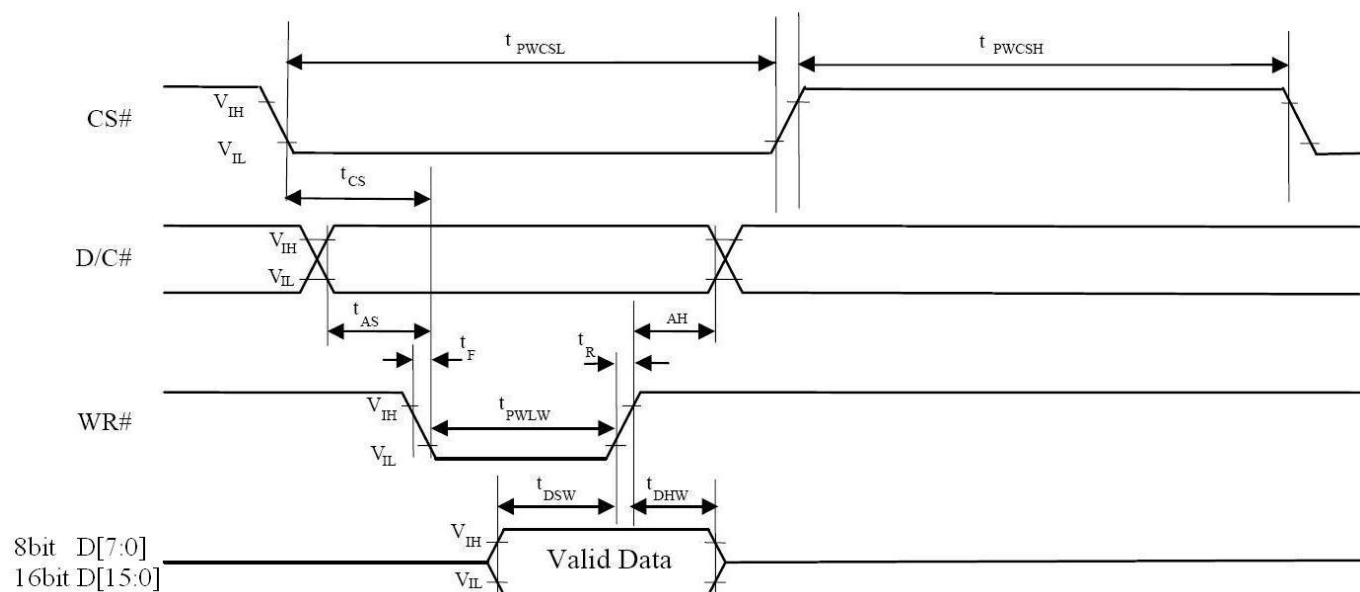 t PWCSL
t PWCSH
CS#
VIH
VIL
tCS
D/C#
VIH
VIL
tAS
AH
tF
tR
WR#
VIH
VIL
tPWLW
tDSW
tDHW
8bit D[7:0]
16bit D[15:0]
VIH
VIL
Valid Data